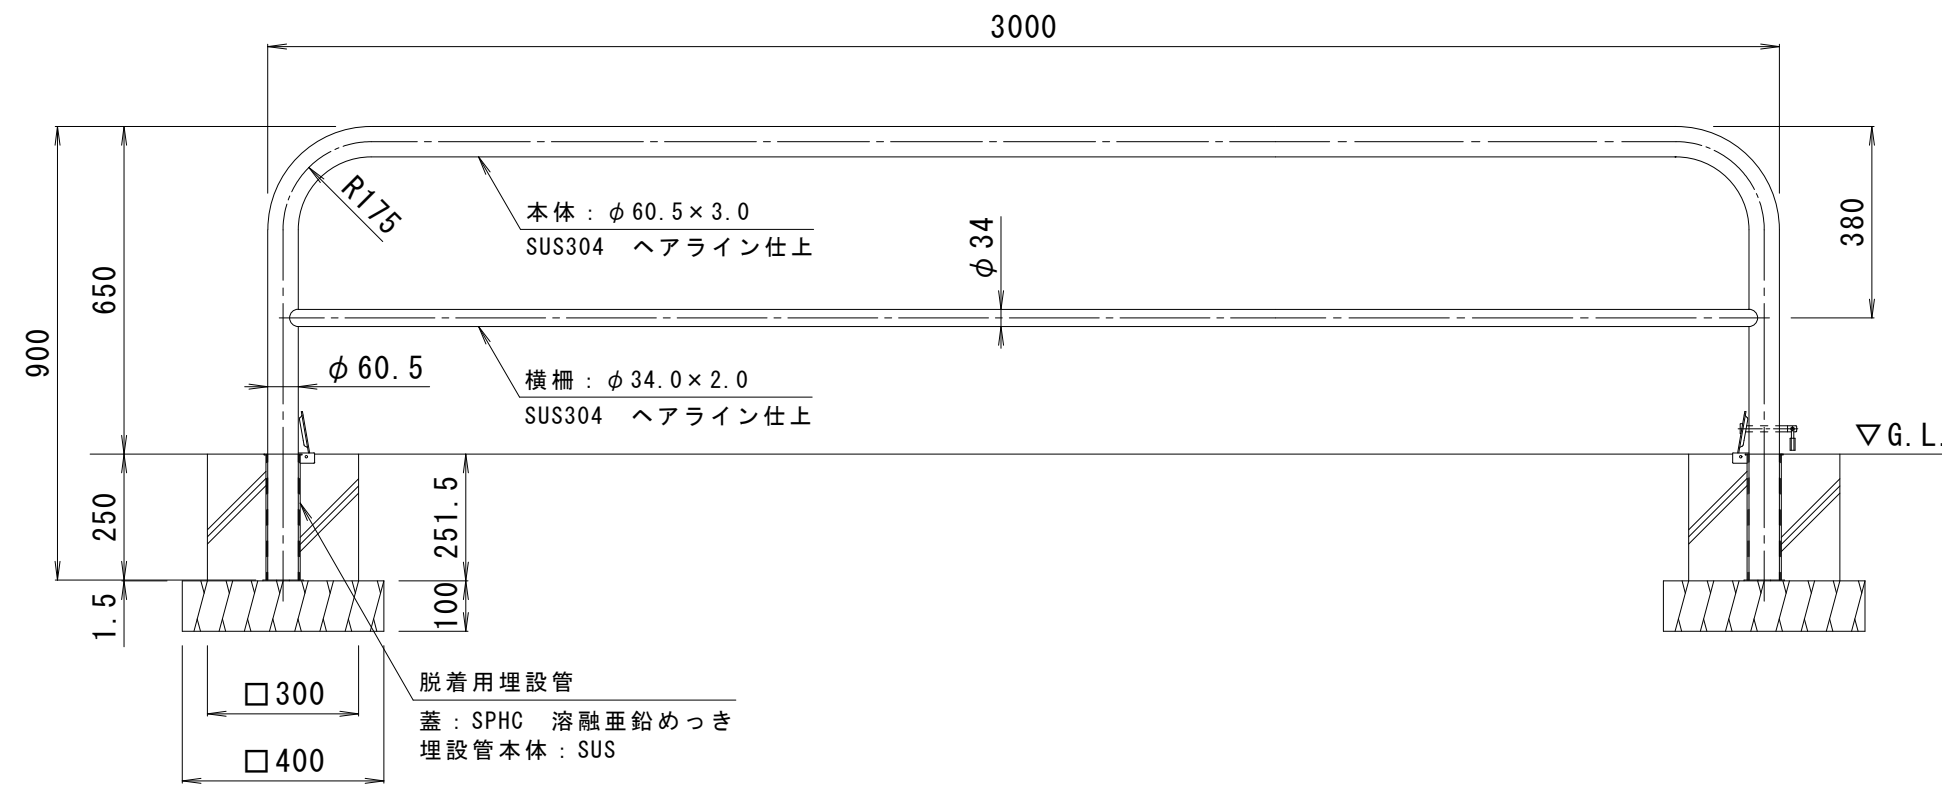 3000
R175
本体：φ60.5×3.0
SUS304　ヘアライン仕上
φ34
380
650
900
φ60.5
横柵：φ34.0×2.0
SUS304　ヘアライン仕上
▽G.L.
250
251.5
1.5
100
□300
□400
脱着用埋設管
蓋：SPHC　溶融亜鉛めっき
埋設管本体：SUS